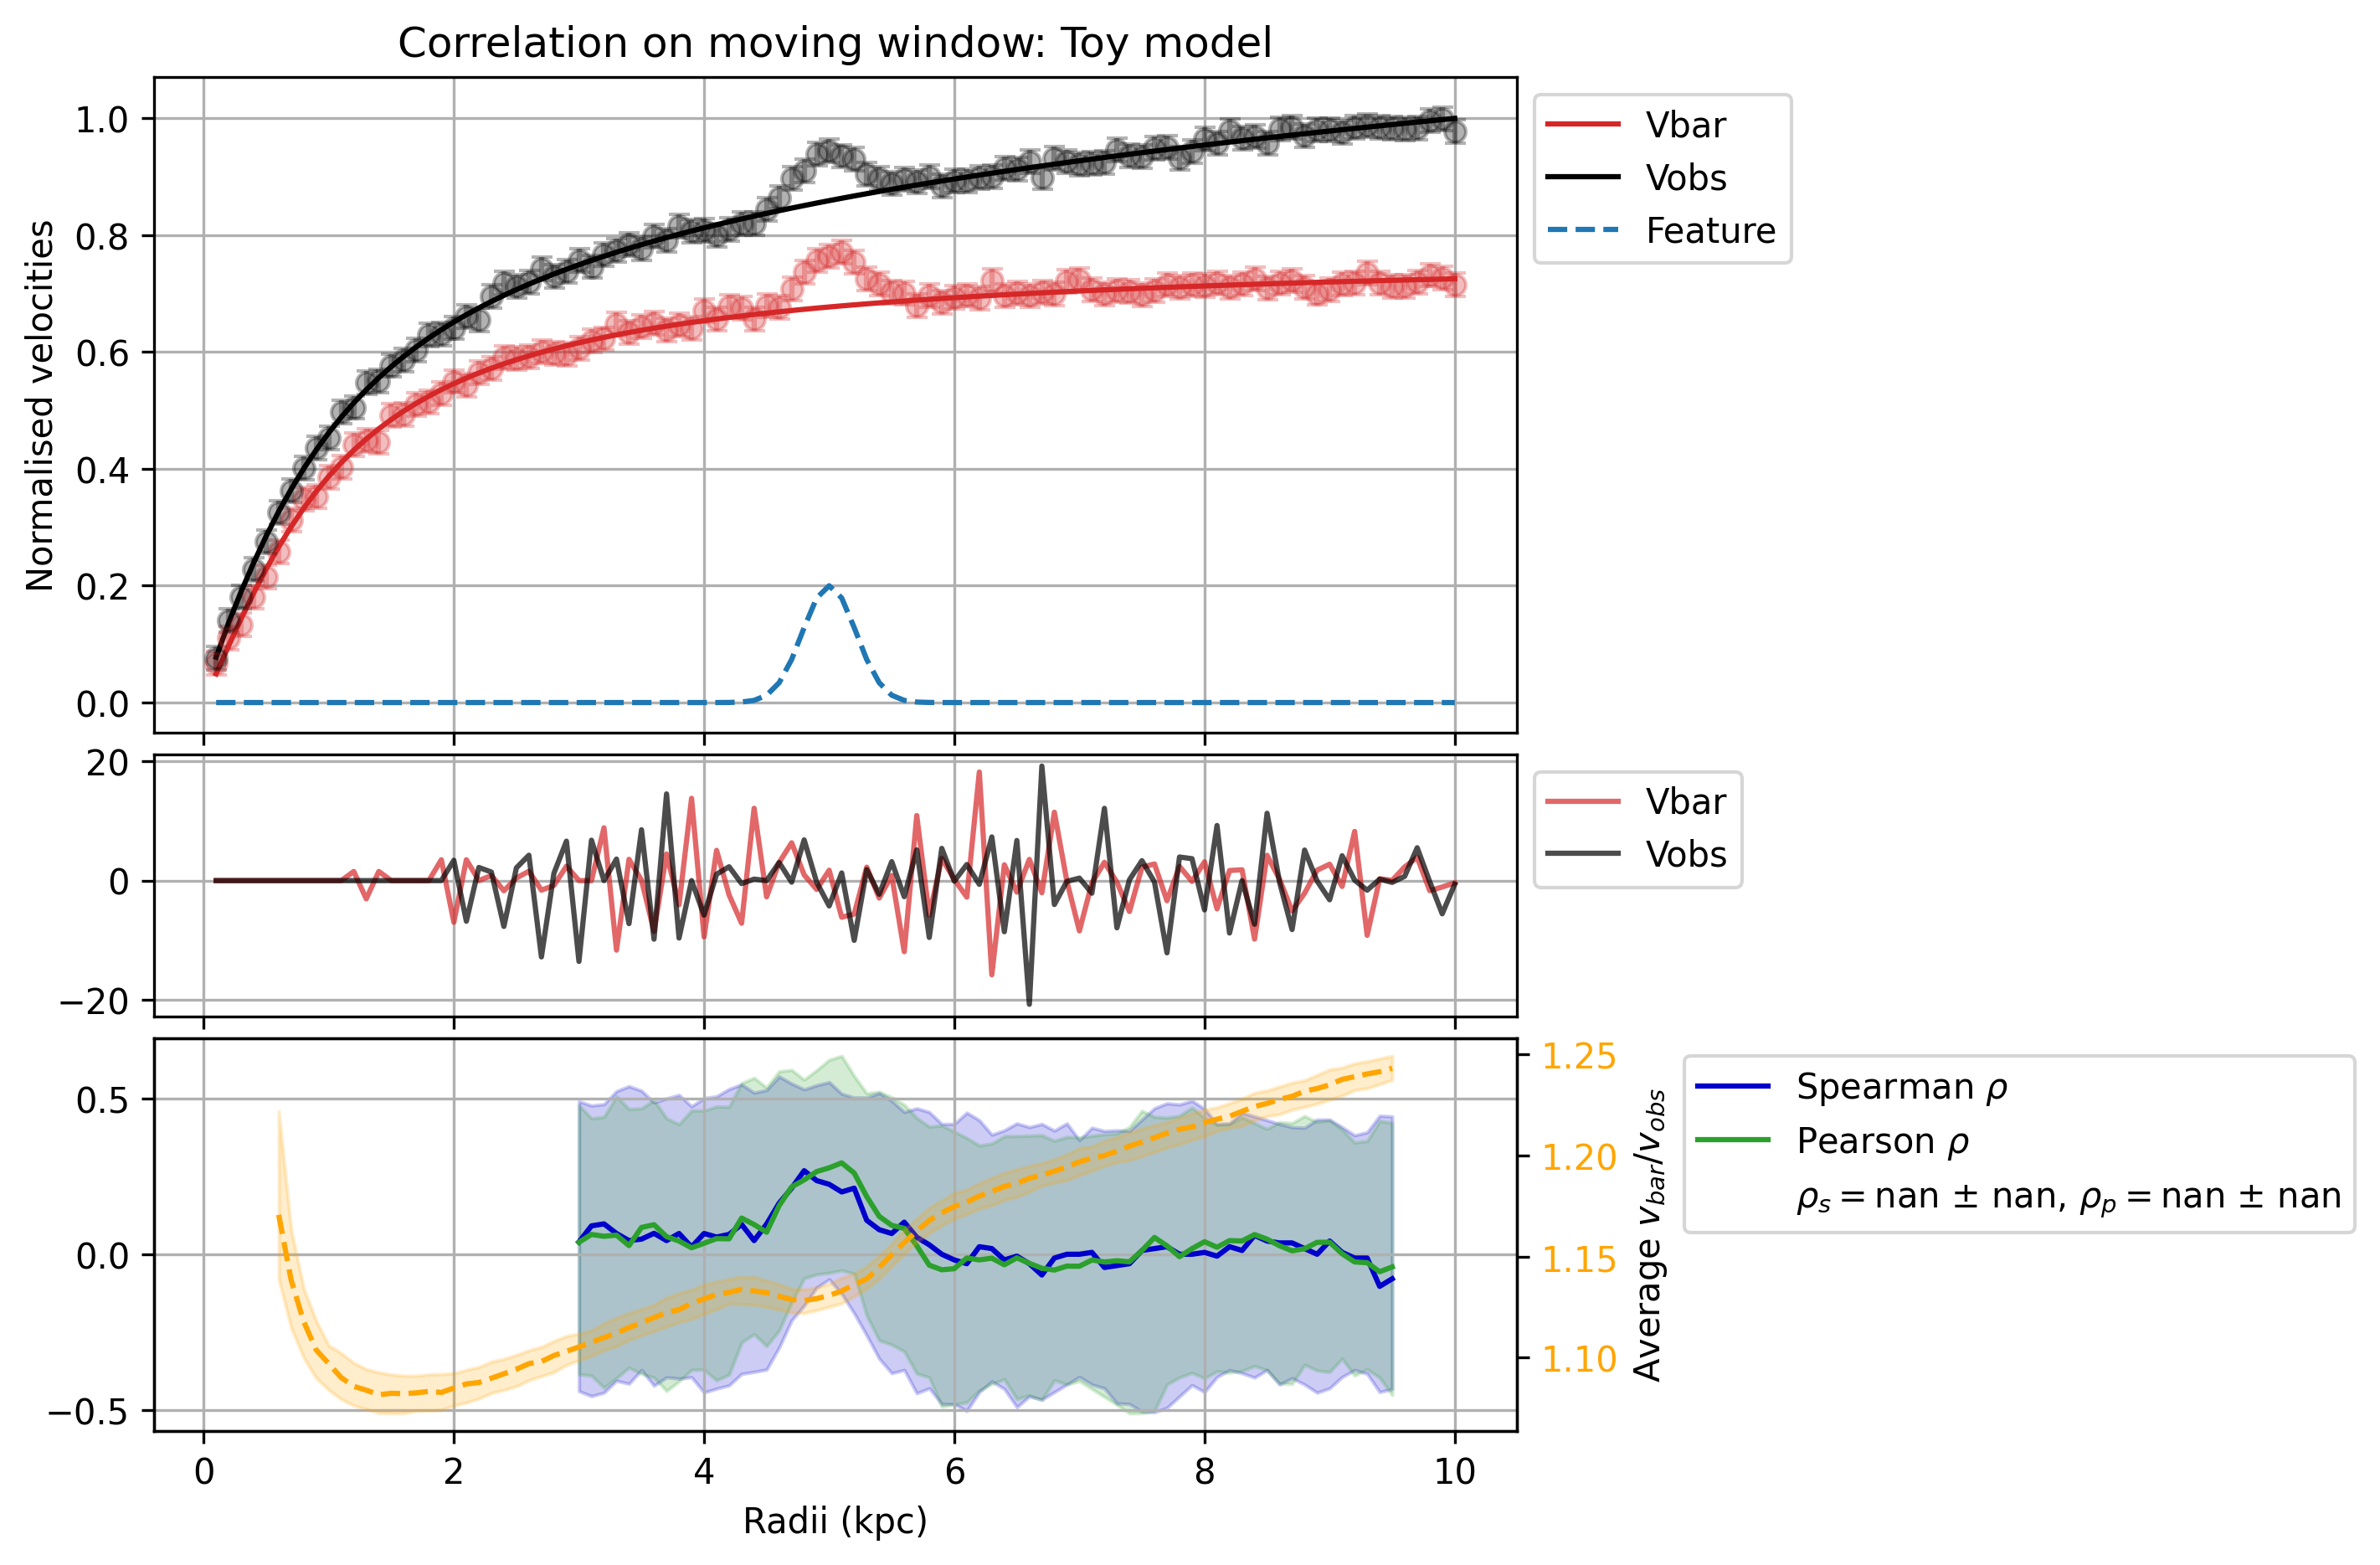 Correlation on moving window: Toy model
Normalised velocities
1.0
0.8
0.6
0.4
0.2
0.0
Vbar
Vobs
Feature
20
0
−20
Vbar
Vobs
0.5
0.0
−0.5
1.25
1.20
1.15
1.10
Average v_bar/v_obs
Spearman ρ
Pearson ρ
ρ_s = nan ± nan, ρ_p = nan ± nan
0 2 4 6 8 10
Radii (kpc)